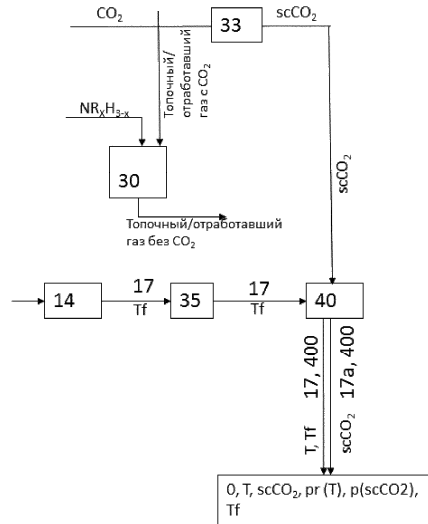 CO₂
33
scCO₂
Топочный/
отработавший
газ с CO₂
NRₓH₃₋ₓ
30
scCO₂
Топочный/отработавший
газ без CO₂
14
17
Tf
35
17
Tf
40
17, 400
T, Tf
17a, 400
scCO₂
0, T, scCO₂, pr (T), p(scCO2),
Tf